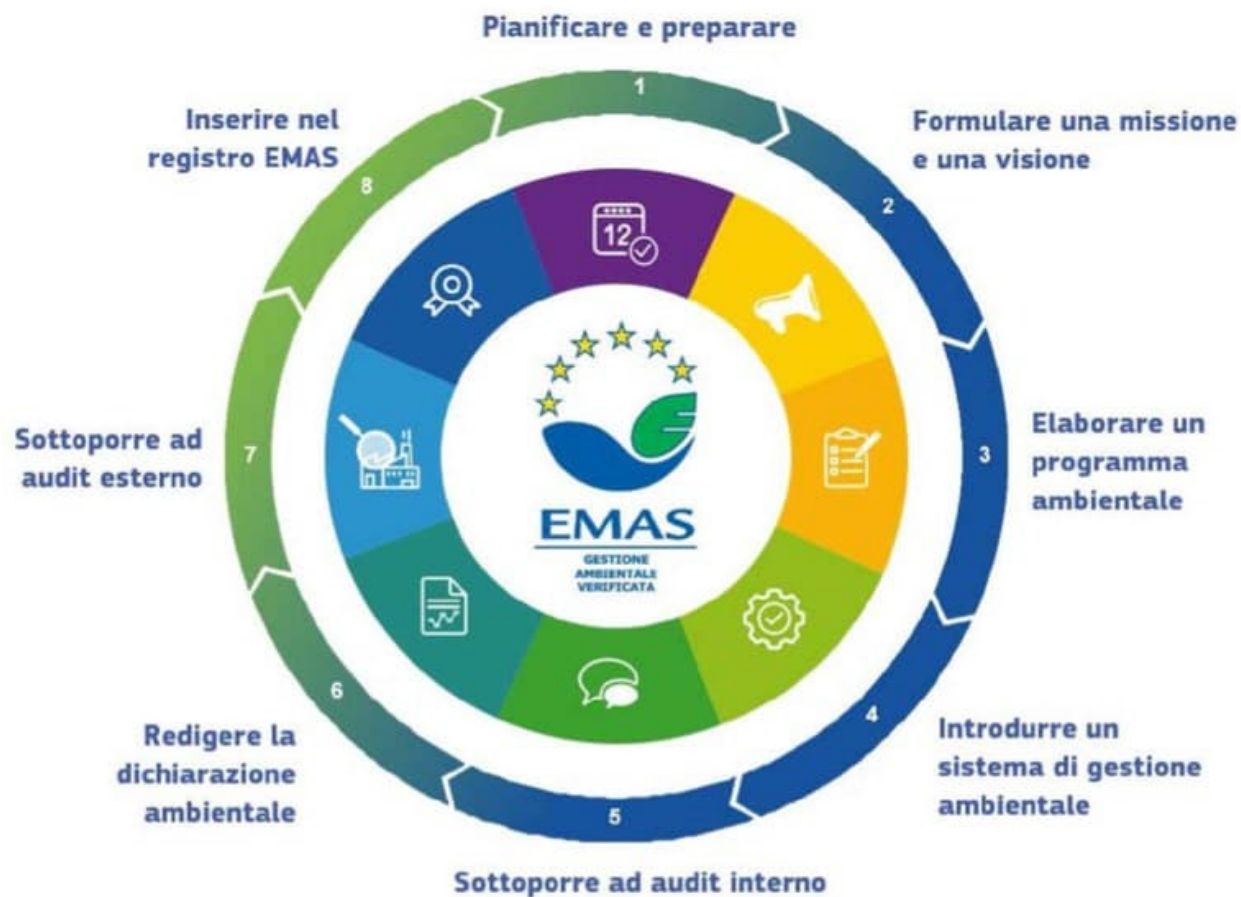 Pianificare e preparare
1
Formulare una missione
e una visione
2
Elaborare un
programma
ambientale
3
Introdurre un
sistema di gestione
ambientale
4
Sottoporre ad audit interno
5
Redigere la
dichiarazione
ambientale
6
Sottoporre ad
audit esterno
7
Inserire nel
registro EMAS
8
12
EMAS
GESTIONE
AMBIENTALE
VERIFICATA